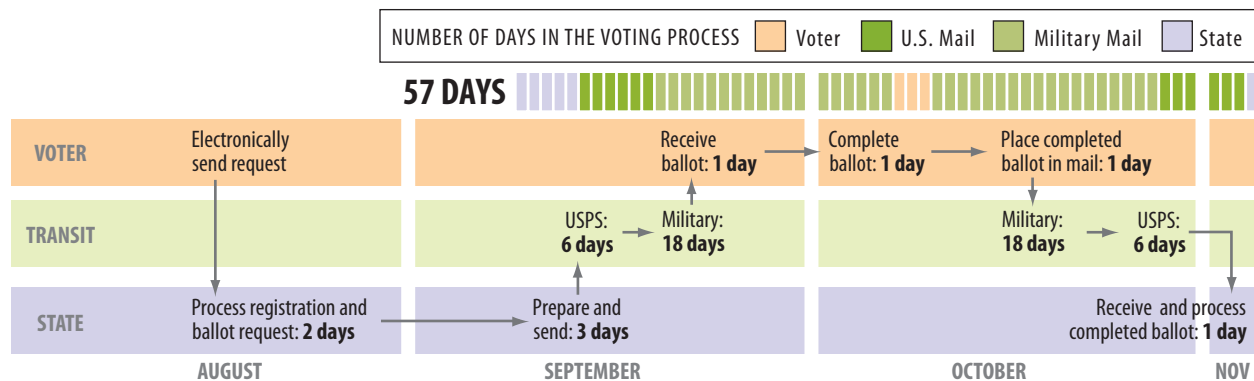 NUMBER OF DAYS IN THE VOTING PROCESS Voter U.S. Mail Military Mail State
57 DAYS
VOTER
Electronically
send request
Receive
ballot: 1 day
Complete
ballot: 1 day
Place completed
ballot in mail: 1 day
TRANSIT
USPS:
6 days
Military:
18 days
Military:
18 days
USPS:
6 days
STATE
Process registration and
ballot request: 2 days
Prepare and
send: 3 days
Receive and process
completed ballot: 1 day
AUGUST
SEPTEMBER
OCTOBER
NOV